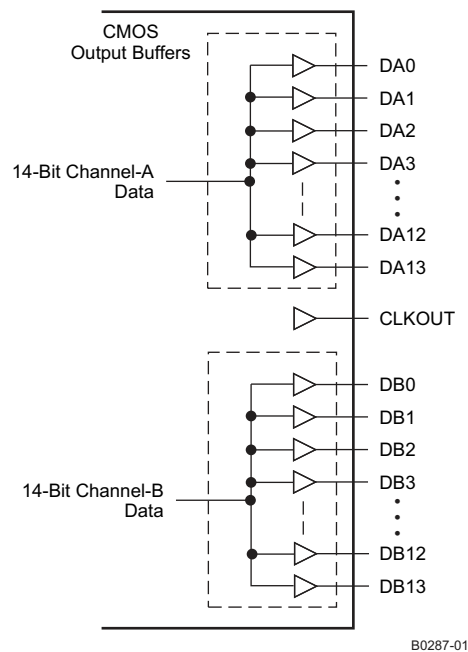 CMOS
Output Buffers
DA0
DA1
DA2
DA3
14-Bit Channel-A
Data
DA12
DA13
CLKOUT
DB0
DB1
DB2
DB3
14-Bit Channel-B
Data
DB12
DB13
B0287-01